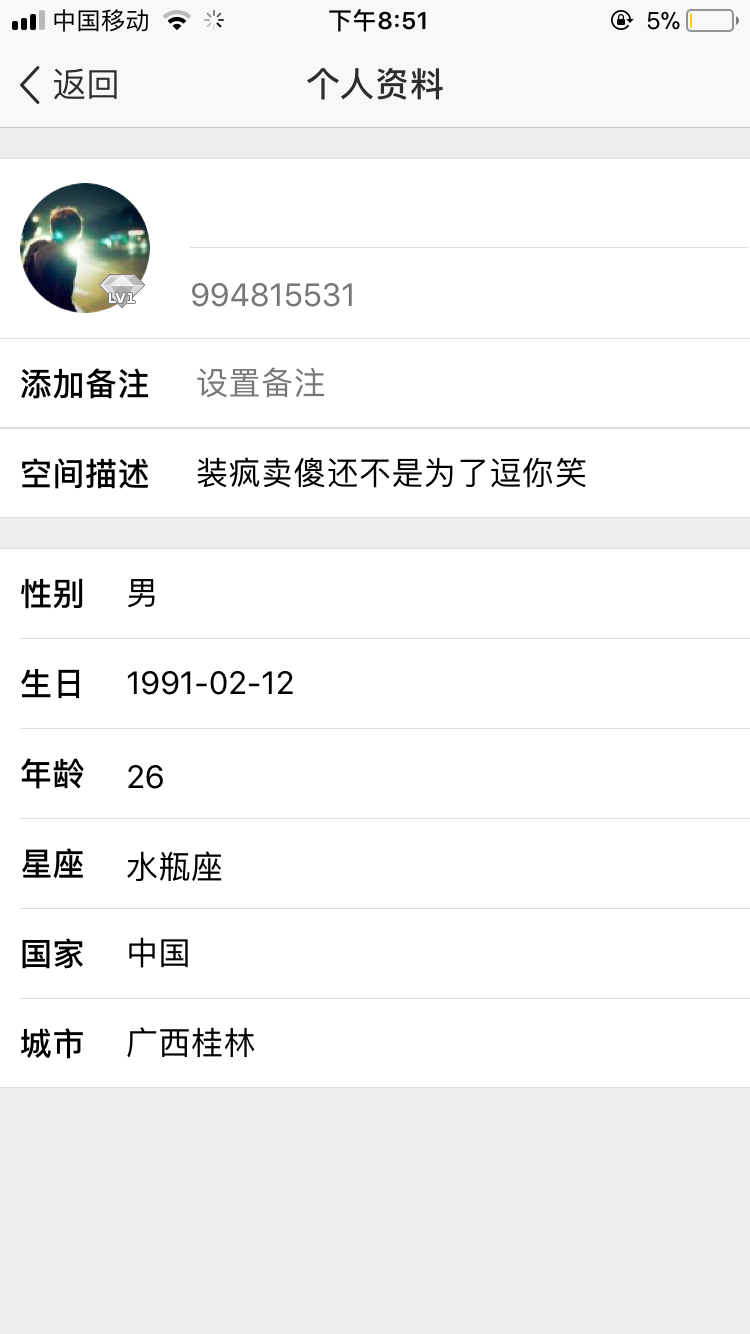 中国移动 下午8:51 5%
返回 个人资料
LV1
994815531
添加备注 设置备注
空间描述 装疯卖傻还不是为了逗你笑
性别 男
生日 1991-02-12
年龄 26
星座 水瓶座
国家 中国
城市 广西桂林